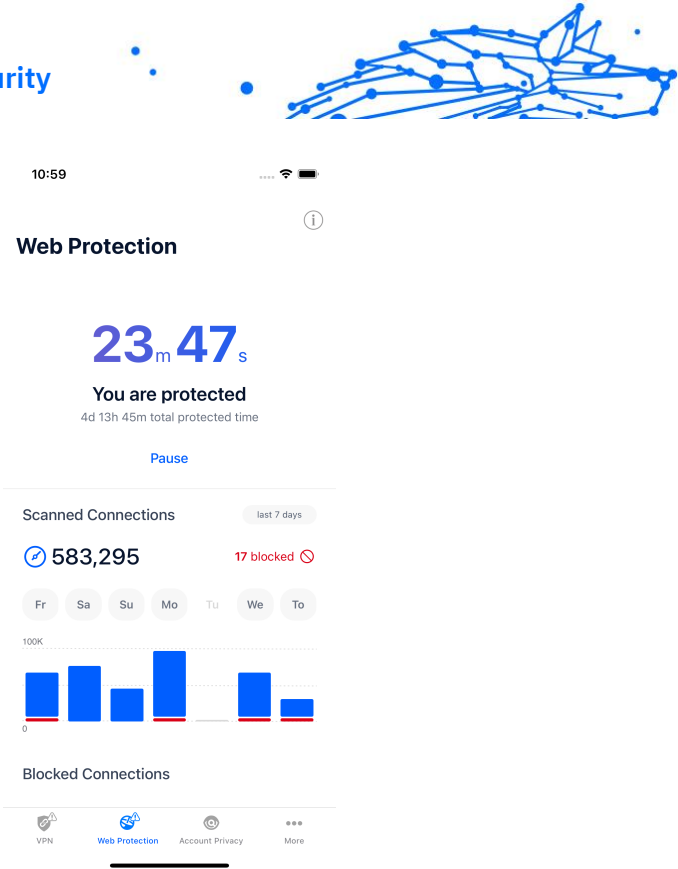 urity
10:59
Web Protection
23m 47s
You are protected
4d 13h 45m total protected time
Pause
Scanned Connections last 7 days
583,295 17 blocked
Fr Sa Su Mo Tu We To
100K
0
Blocked Connections
VPN Web Protection Account Privacy More